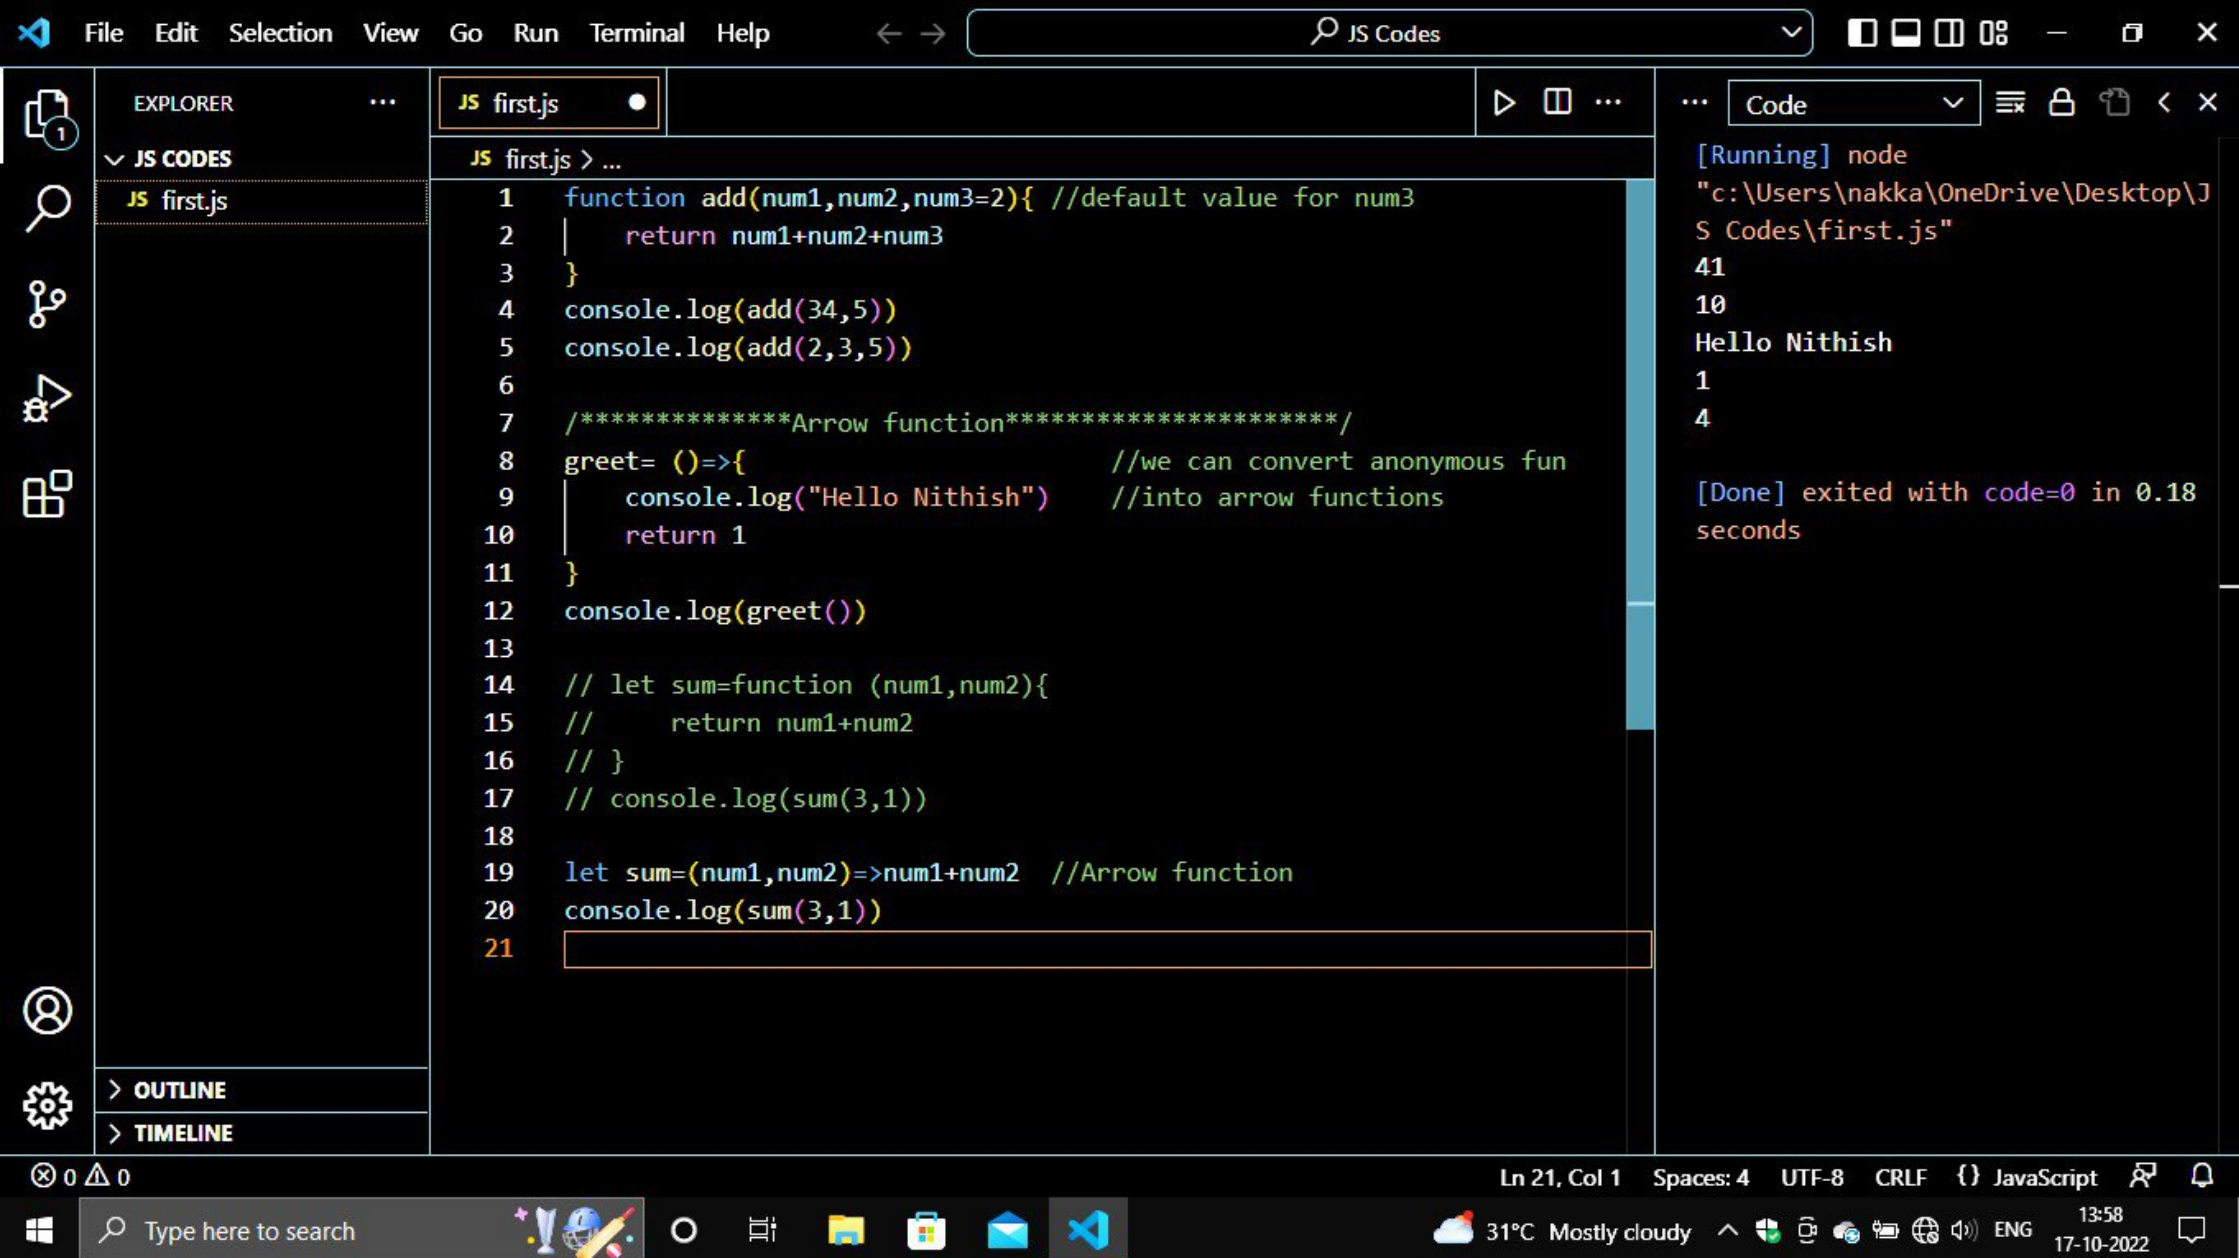 File Edit Selection View Go Run Terminal Help
JS Codes
EXPLORER
1
JS CODES
JS first.js
JS first.js
JS first.js > ...
1 function add(num1,num2,num3=2){ //default value for num3
2     return num1+num2+num3
3 }
4 console.log(add(34,5))
5 console.log(add(2,3,5))
6
7 /**************Arrow function**********************/
8 greet= ()=>{                        //we can convert anonymous fun
9     console.log("Hello Nithish")    //into arrow functions
10     return 1
11 }
12 console.log(greet())
13
14 // let sum=function (num1,num2){
15 //     return num1+num2
16 // }
17 // console.log(sum(3,1))
18
19 let sum=(num1,num2)=>num1+num2  //Arrow function
20 console.log(sum(3,1))
21
Code
[Running] node
"c:\Users\nakka\OneDrive\Desktop\J
S Codes\first.js"
41
10
Hello Nithish
1
4
[Done] exited with code=0 in 0.18
seconds
OUTLINE
TIMELINE
0 0
Ln 21, Col 1 Spaces: 4 UTF-8 CRLF {} JavaScript
Type here to search
31°C Mostly cloudy
ENG
13:58
17-10-2022